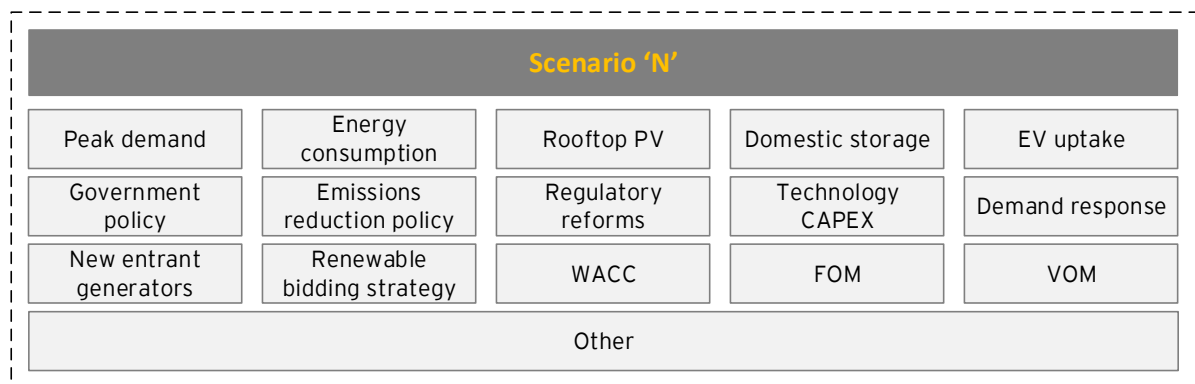 Scenario ‘N’
Peak demand
Energy
consumption
Rooftop PV
Domestic storage
EV uptake
Government
policy
Emissions
reduction policy
Regulatory
reforms
Technology
CAPEX
Demand response
New entrant
generators
Renewable
bidding strategy
WACC
FOM
VOM
Other